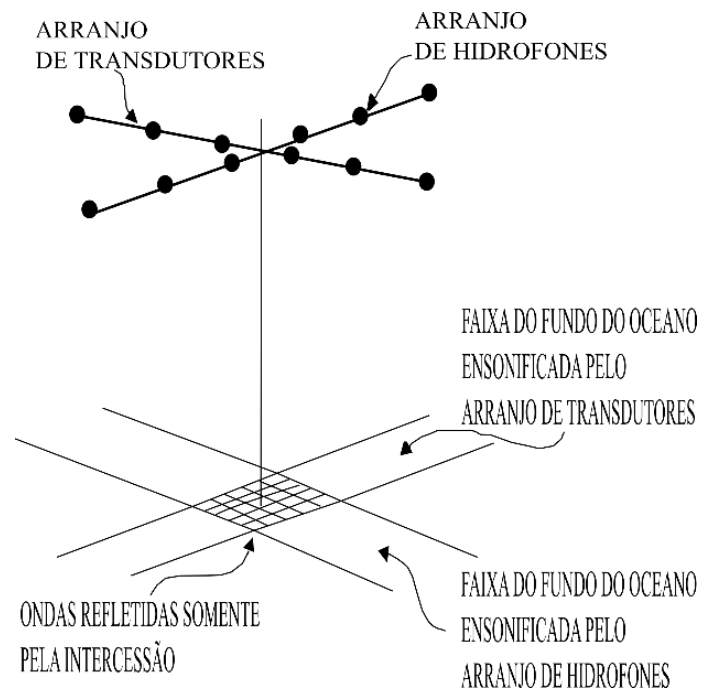 ARRANJO
DE TRANSDUTORES
ARRANJO
DE HIDROFONES
FAIXA DO FUNDO DO OCEANO
ENSONIFICADA PELO
ARRANJO DE TRANSDUTORES
ONDAS REFLETIDAS SOMENTE
PELA INTERCESSÃO
FAIXA DO FUNDO DO OCEANO
ENSONIFICADA PELO
ARRANJO DE HIDROFONES